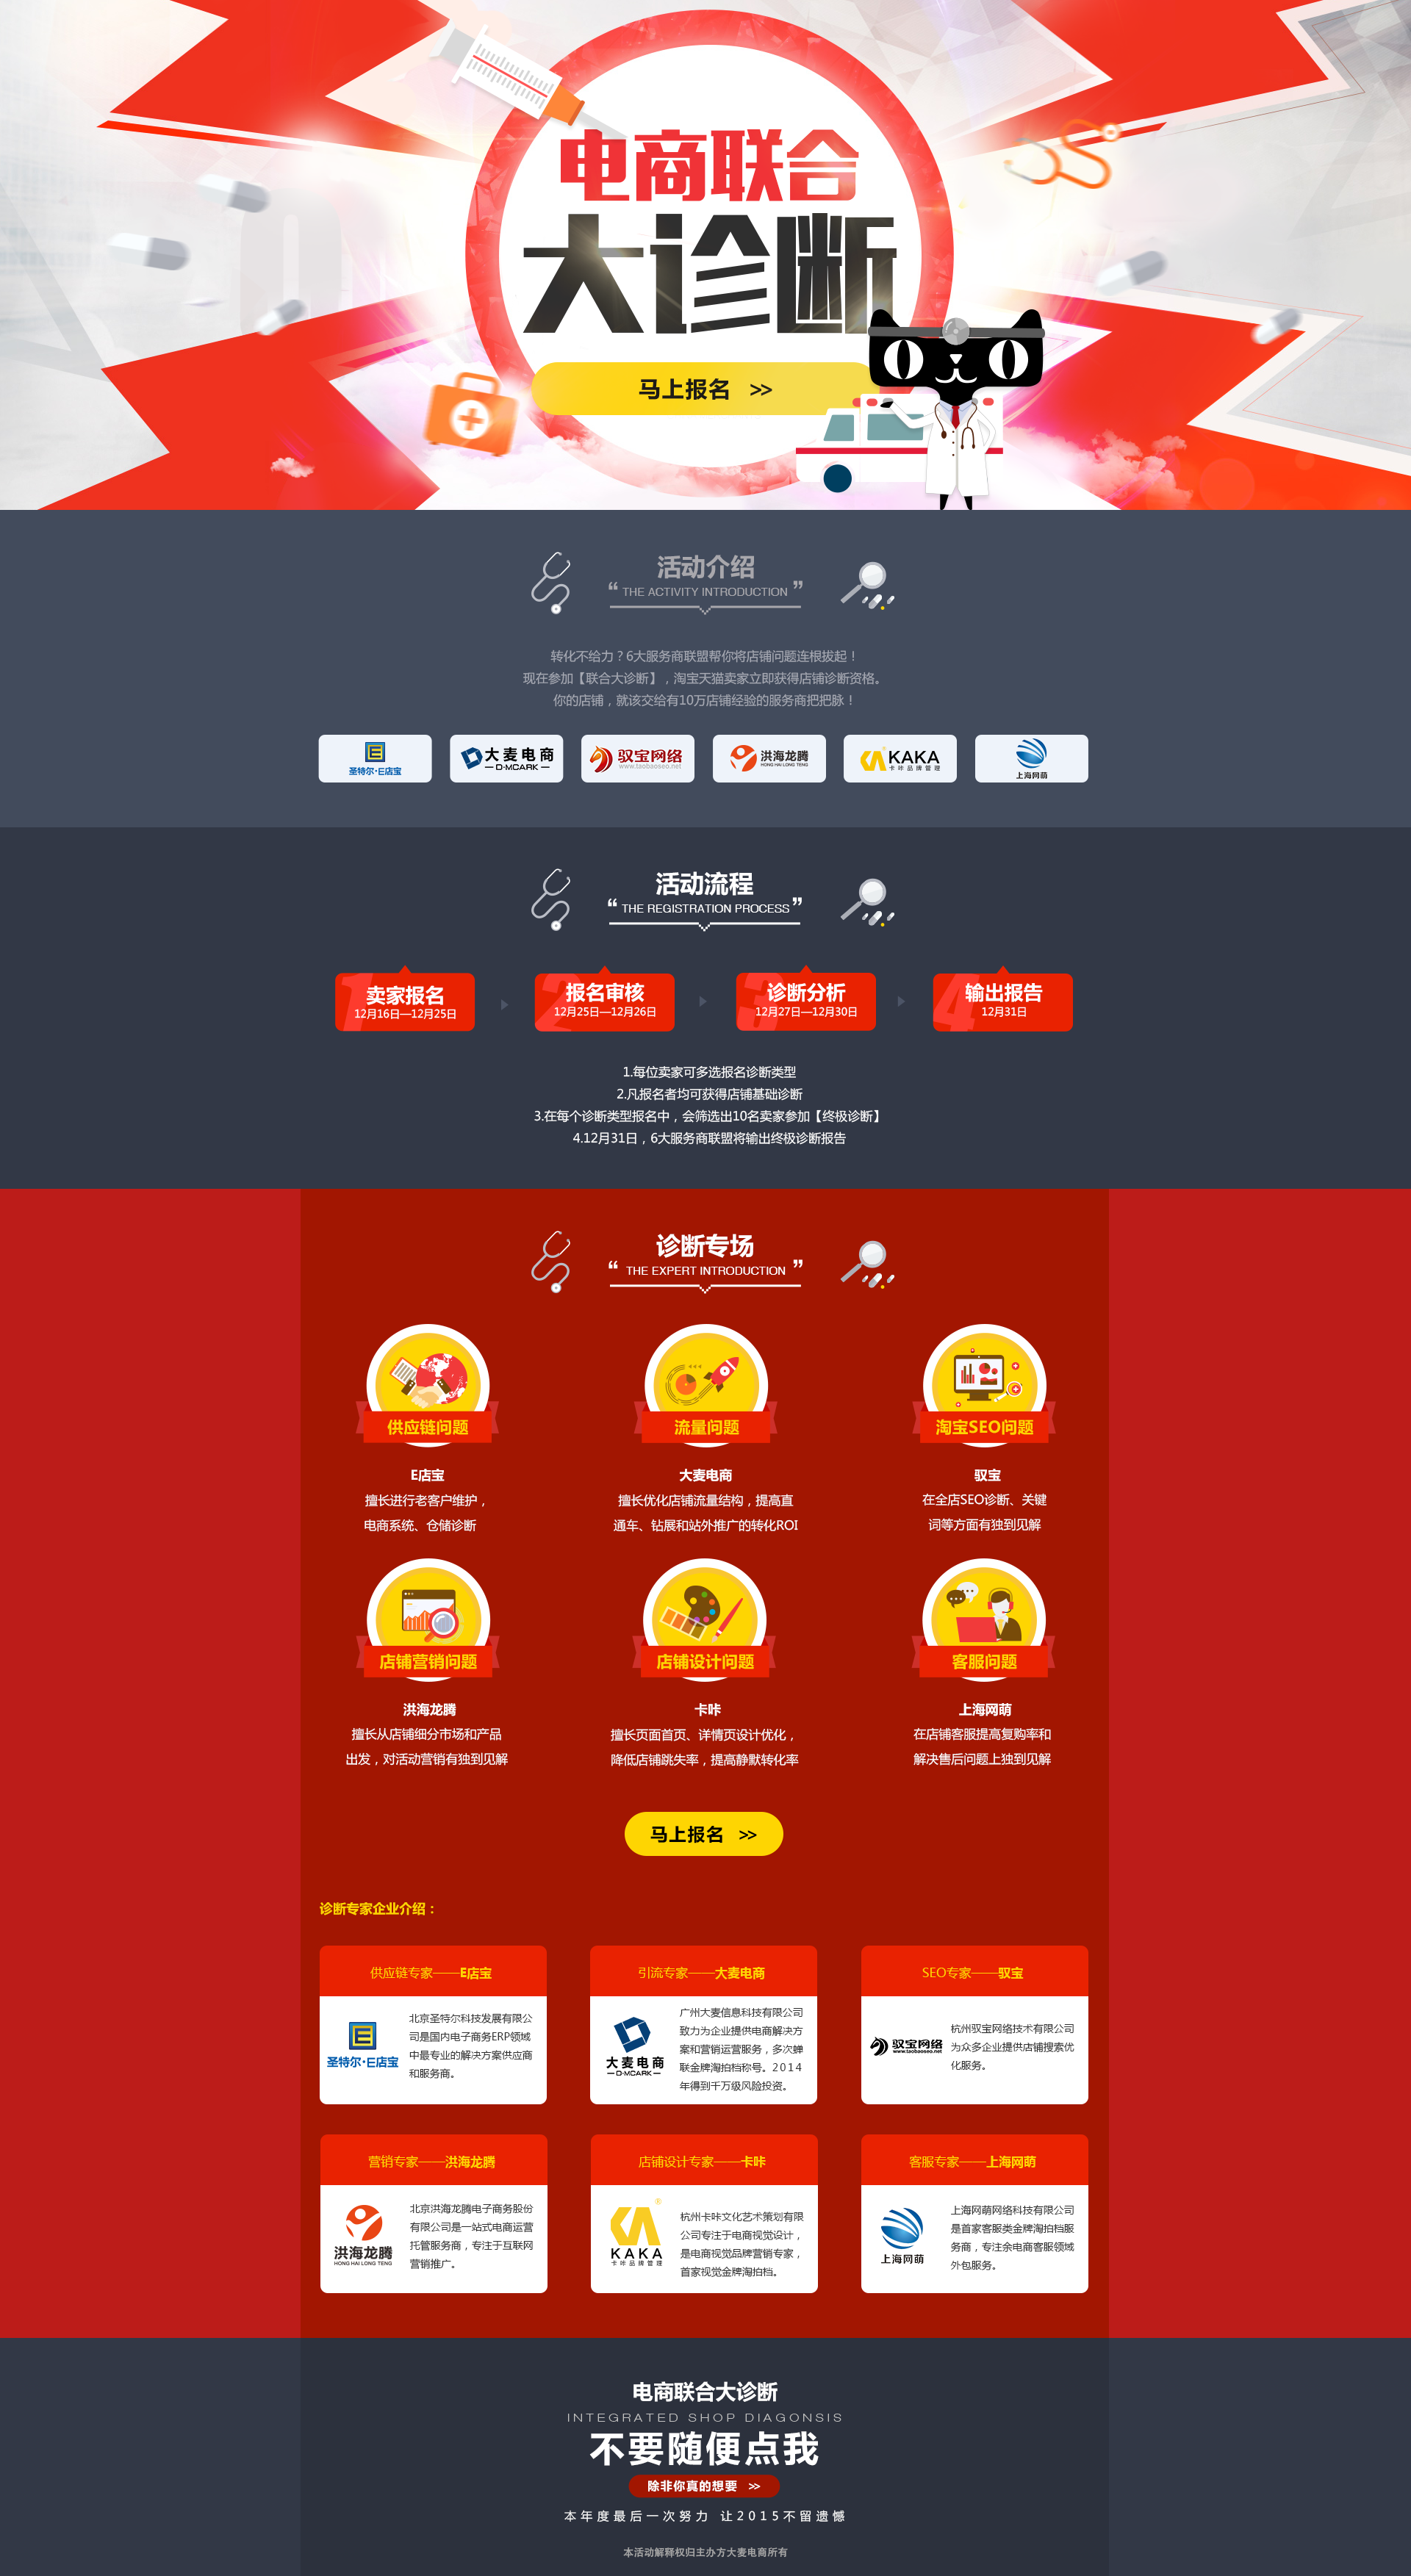 电商联合
大诊断
马上报名 >>
活动介绍
“ THE ACTIVITY INTRODUCTION ”
转化不给力？6大服务商联盟帮你将店铺问题连根拔起！
现在参加【联合大诊断】，淘宝天猫卖家立即获得店铺诊断资格。
你的店铺，就该交给有10万店铺经验的服务商把把脉！
圣特尔·E店宝
大麦电商
D-MCARK
驭宝网络
www.taobaoseo.net
洪海龙腾
HONG HAI LONG TENG
KAKA
卡咔品牌管理
上海网萌
活动流程
“ THE REGISTRATION PROCESS ”
1
卖家报名
12月16日—12月25日
2
报名审核
12月25日—12月26日
3
诊断分析
12月27日—12月30日
4
输出报告
12月31日
1.每位卖家可多选报名诊断类型
2.凡报名者均可获得店铺基础诊断
3.在每个诊断类型报名中，会筛选出10名卖家参加【终极诊断】
4.12月31日，6大服务商联盟将输出终极诊断报告
诊断专场
“ THE EXPERT INTRODUCTION ”
供应链问题
E店宝
擅长进行老客户维护，
电商系统、仓储诊断
流量问题
大麦电商
擅长优化店铺流量结构，提高直
通车、钻展和站外推广的转化ROI
淘宝SEO问题
驭宝
在全店SEO诊断、关键
词等方面有独到见解
店铺营销问题
洪海龙腾
擅长从店铺细分市场和产品
出发，对活动营销有独到见解
店铺设计问题
卡咔
擅长页面首页、详情页设计优化，
降低店铺跳失率，提高静默转化率
客服问题
上海网萌
在店铺客服提高复购率和
解决售后问题上独到见解
马上报名 >>
诊断专家企业介绍：
供应链专家——E店宝
圣特尔·E店宝
北京圣特尔科技发展有限公
司是国内电子商务ERP领域
中最专业的解决方案供应商
和服务商。
引流专家——大麦电商
大麦电商
D-MCARK
广州大麦信息科技有限公司
致力为企业提供电商解决方
案和营销运营服务，多次蝉
联金牌淘拍档称号。2014
年得到千万级风险投资。
SEO专家——驭宝
驭宝网络
www.taobaoseo.net
杭州驭宝网络技术有限公司
为众多企业提供店铺搜索优
化服务。
营销专家——洪海龙腾
洪海龙腾
HONG HAI LONG TENG
北京洪海龙腾电子商务股份
有限公司是一站式电商运营
托管服务商，专注于互联网
营销推广。
店铺设计专家——卡咔
®
KAKA
卡咔品牌管理
杭州卡咔文化艺术策划有限
公司专注于电商视觉设计，
是电商视觉品牌营销专家，
首家视觉金牌淘拍档。
客服专家——上海网萌
上海网萌
上海网萌网络科技有限公司
是首家客服类金牌淘拍档服
务商，专注余电商客服领域
外包服务。
电商联合大诊断
INTEGRATED SHOP DIAGONSIS
不要随便点我
除非你真的想要 >>
本年度最后一次努力 让2015不留遗憾
本活动解释权归主办方大麦电商所有